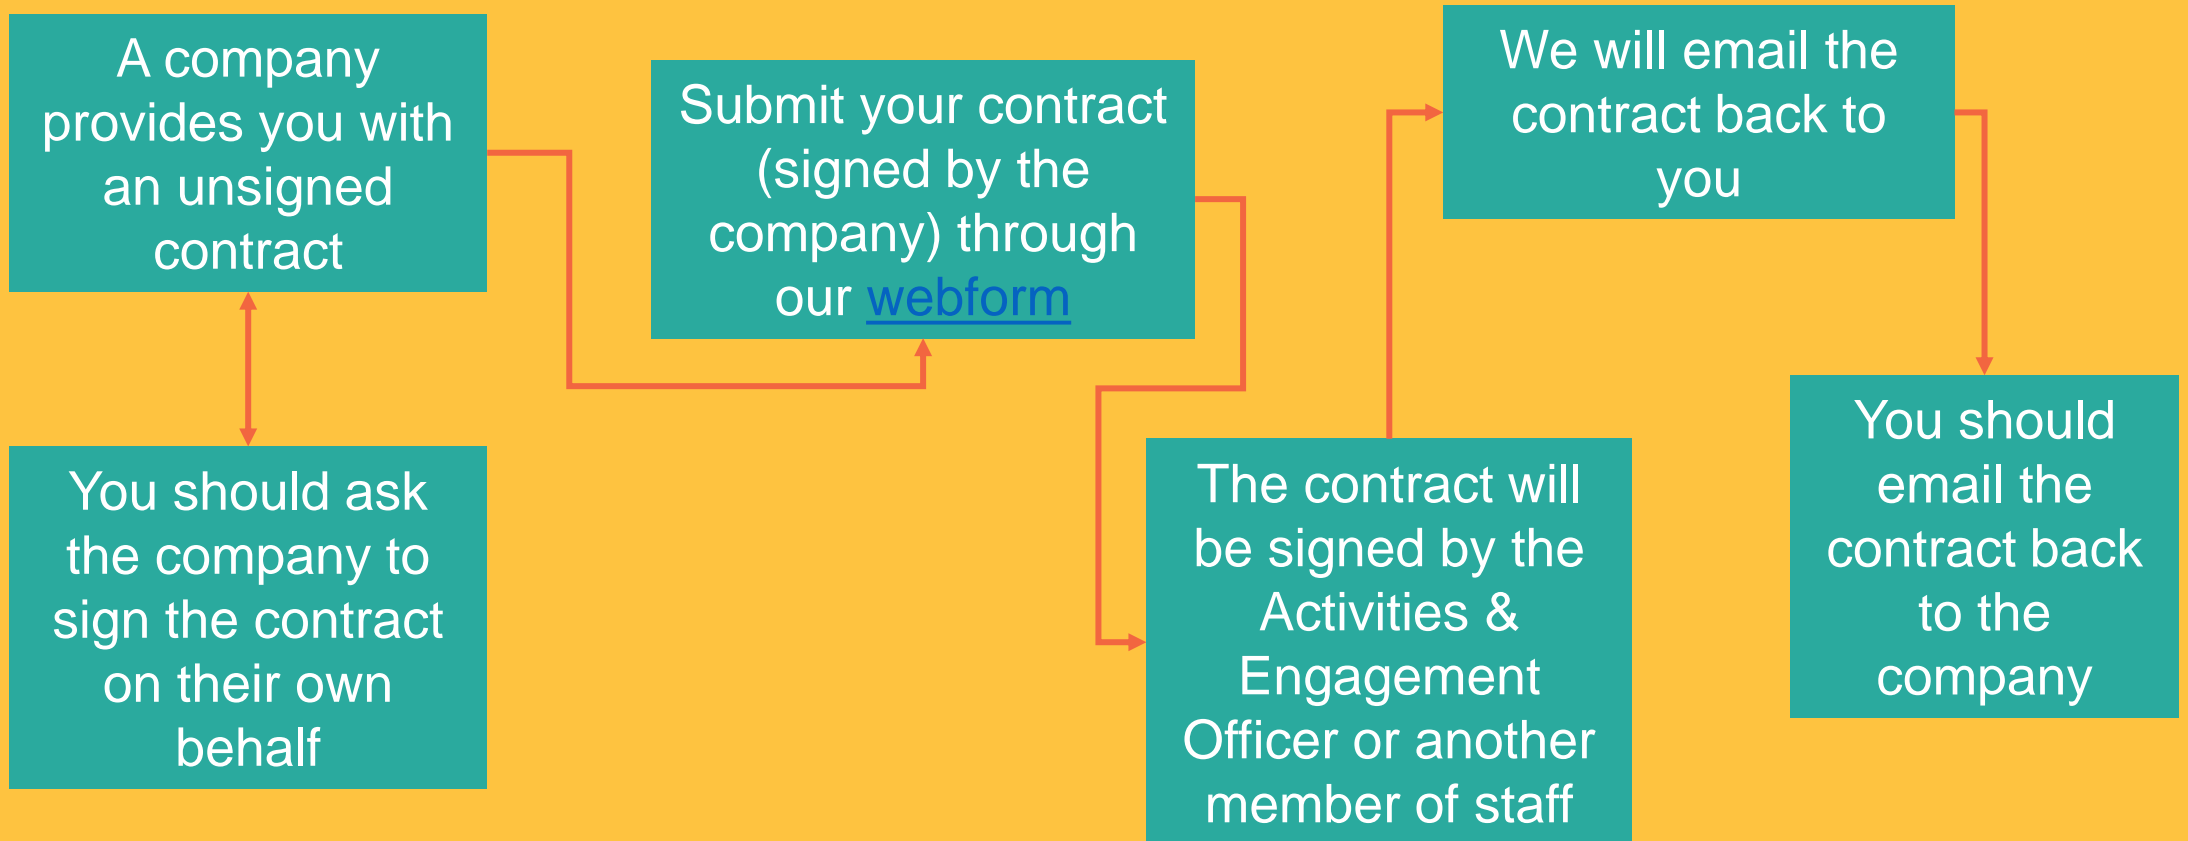 A company
provides you with
an unsigned
contract
You should ask
the company to
sign the contract
on their own
behalf
Submit your contract
(signed by the
company) through
our webform
The contract will
be signed by the
Activities &
Engagement
Officer or another
member of staff
We will email the
contract back to
you
You should
email the
contract back
to the
company